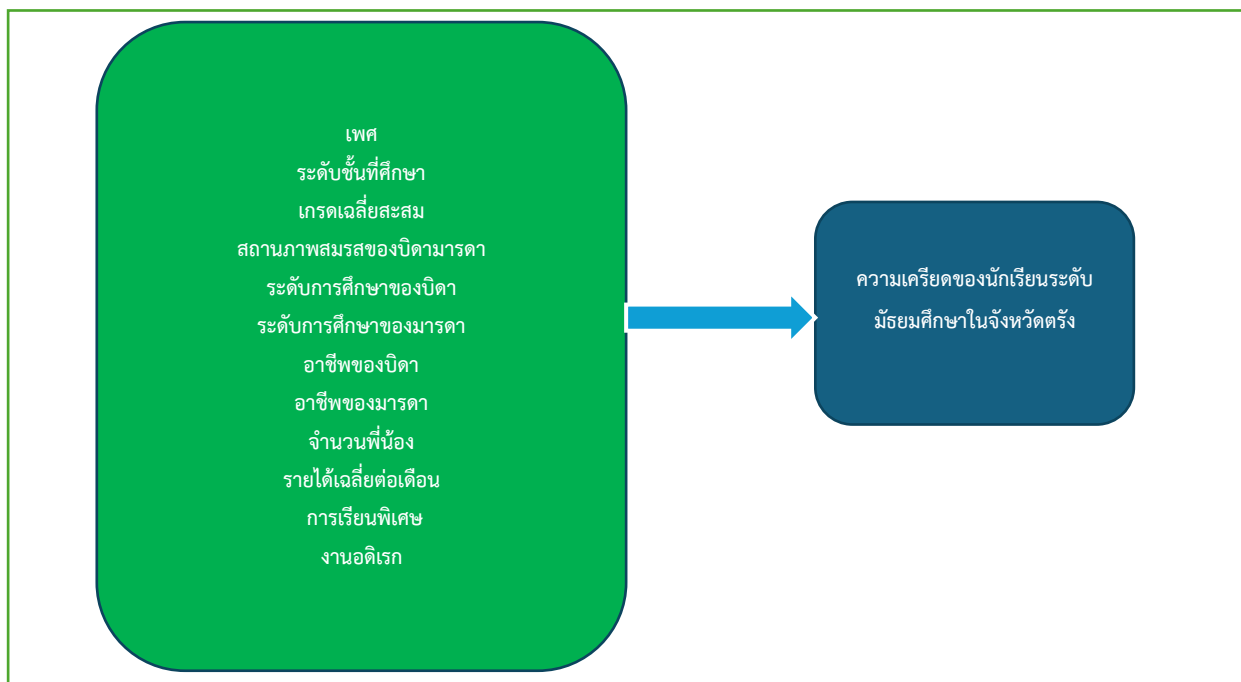 เพศ
ระดับชั้นที่ศึกษา
เกรดเฉลี่ยสะสม
สถานภาพสมรสของบิดามารดา
ระดับการศึกษาของบิดา
ระดับการศึกษาของมารดา
อาชีพของบิดา
อาชีพของมารดา
จำนวนพี่น้อง
รายได้เฉลี่ยต่อเดือน
การเรียนพิเศษ
งานอดิเรก
ความเครียดของนักเรียนระดับ
มัธยมศึกษาในจังหวัดตรัง